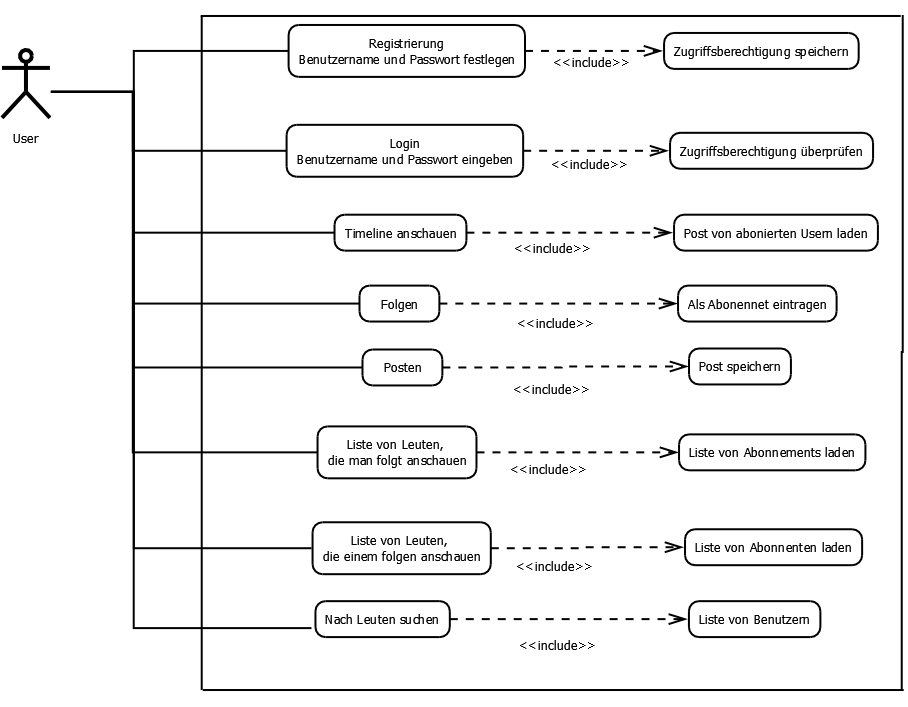 Registrierung
Benutzername und Passwort festlegen
<<include>>
Zugriffsberechtigung speichern
User
Login
Benutzername und Passwort eingeben
<<include>>
Zugriffsberechtigung überprüfen
Timeline anschauen
<<include>>
Post von abonierten Usern laden
Folgen
<<include>>
Als Abonennet eintragen
Posten
<<include>>
Post speichern
Liste von Leuten,
die man folgt anschauen
<<include>>
Liste von Abonnements laden
Liste von Leuten,
die einem folgen anschauen
<<include>>
Liste von Abonnenten laden
Nach Leuten suchen
<<include>>
Liste von Benutzern